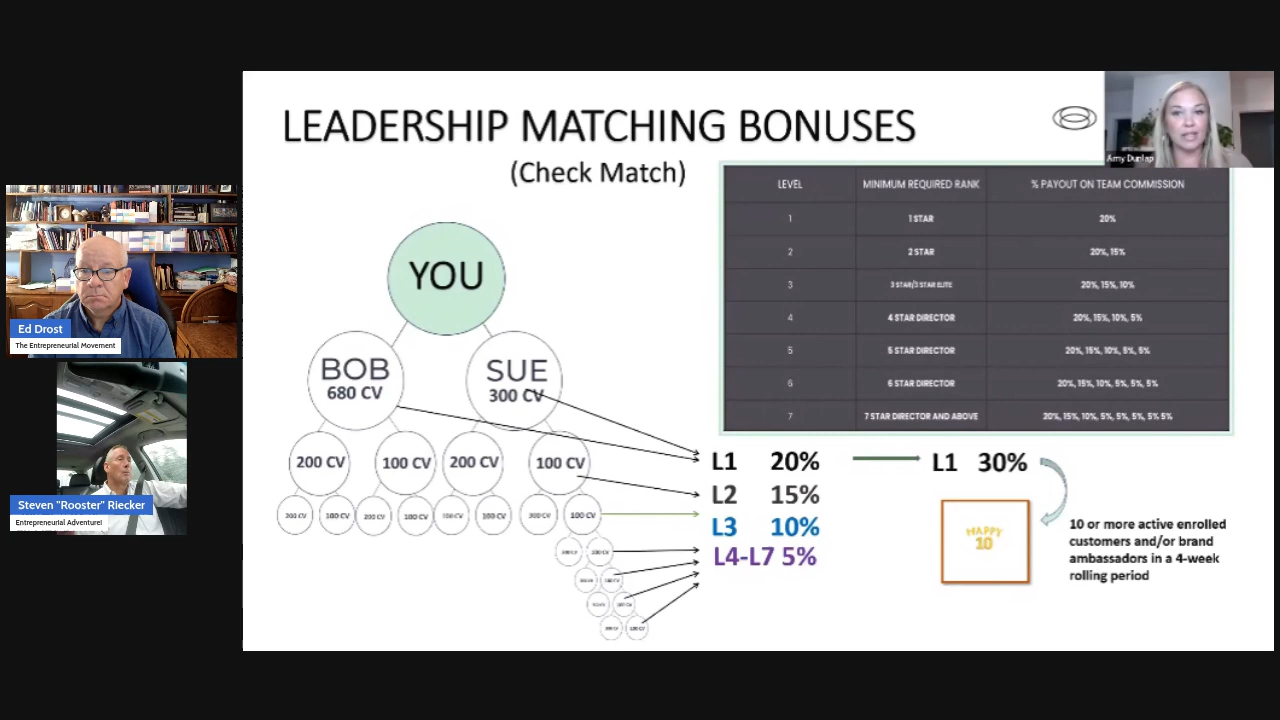 LEADERSHIP MATCHING BONUSES
(Check Match)
Amy Dunlap
LEVEL MINIMUM REQUIRED RANK % PAYOUT ON TEAM COMMISSION
1 1 STAR 20%
2 2 STAR 20%, 15%
3 3 STAR/3 STAR ELITE 20%, 15%, 10%
4 4 STAR DIRECTOR 20%, 15%, 10%, 5%
5 5 STAR DIRECTOR 20%, 15%, 10%, 5%, 5%
6 6 STAR DIRECTOR 20%, 15%, 10%, 5%, 5%, 5%
7 7 STAR DIRECTOR AND ABOVE 20%, 15%, 10%, 5%, 5%, 5%, 5% 5%
YOU
BOB
680 CV
SUE
300 CV
200 CV 100 CV 200 CV 100 CV
200 CV 100 CV 200 CV 100 CV 100 CV 100 CV 200 CV 100 CV
L1 20%
L1 30%
L2 15%
L3 10%
L4-L7 5%
HAPPY
10
10 or more active enrolled
customers and/or brand
ambassadors in a 4-week
rolling period
Ed Drost
The Entrepreneurial Movement
Steven "Rooster" Riecker
Entrepreneurial Adventure!